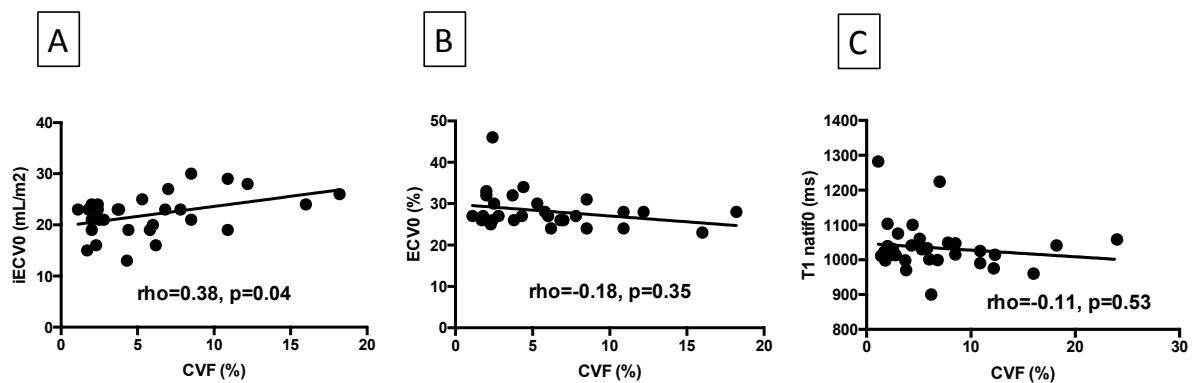 A
B
C
iECV0 (mL/m2)
40
30
20
10
0
rho=0.38, p=0.04
0
5
10
15
20
CVF (%)
ECV0 (%)
50
40
30
20
10
0
rho=-0.18, p=0.35
0
5
10
15
20
CVF (%)
T1 natif0 (ms)
1400
1300
1200
1100
1000
900
800
rho=-0.11, p=0.53
0
10
20
30
CVF (%)